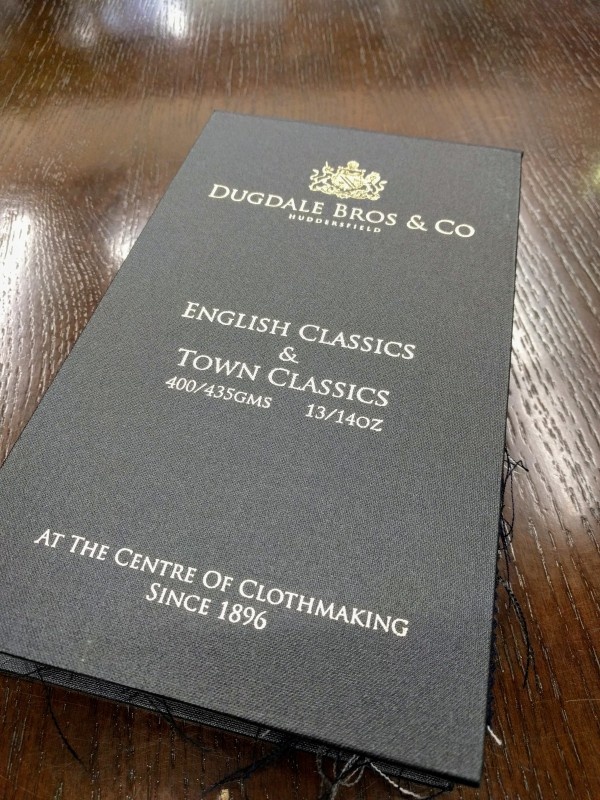 Dugdale Bros & Co
HUDDERSFIELD
English Classics
&
Town Classics
400/435gms 13/14oz
At The Centre Of Clothmaking
Since 1896